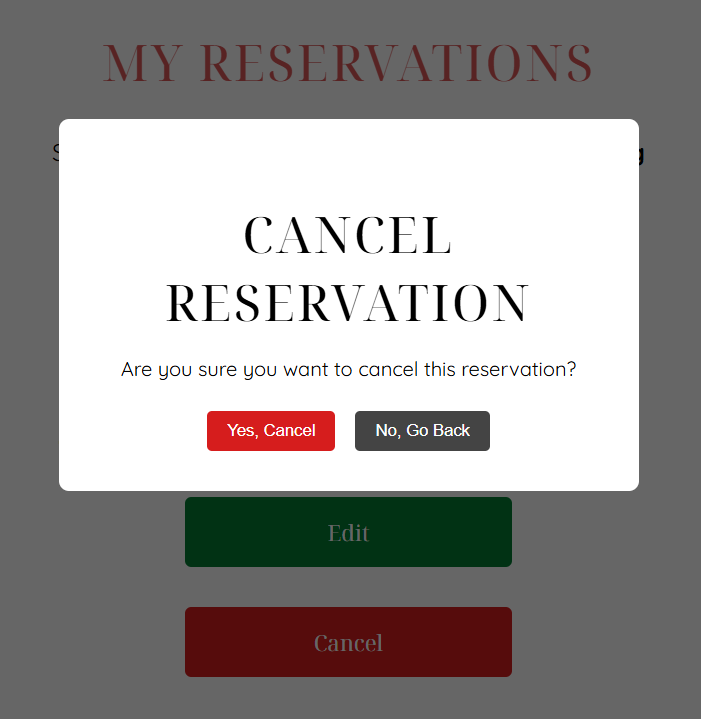 MY RESERVATIONS
CANCEL
RESERVATION
Are you sure you want to cancel this reservation?
Yes, Cancel
No, Go Back
Edit
Cancel